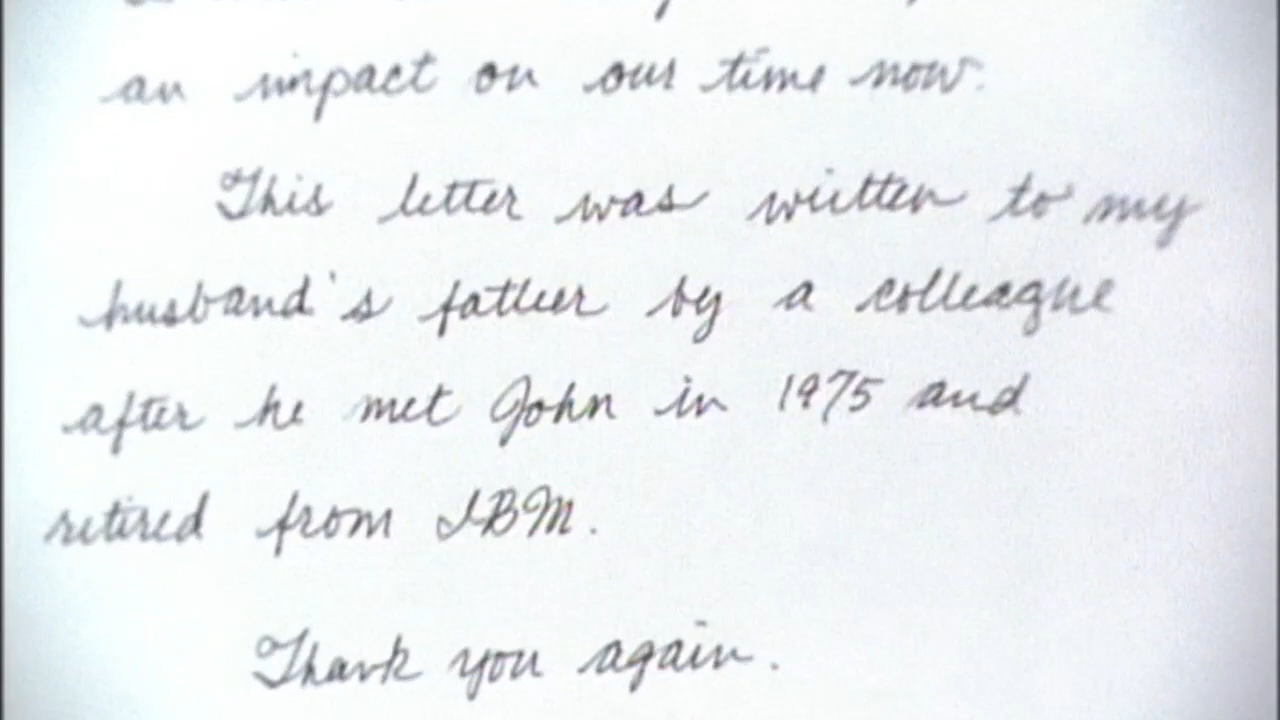 an impact on our time now.
This letter was written to my
husband's father by a colleague
after he met John in 1975 and
retired from IBM.
Thank you again.